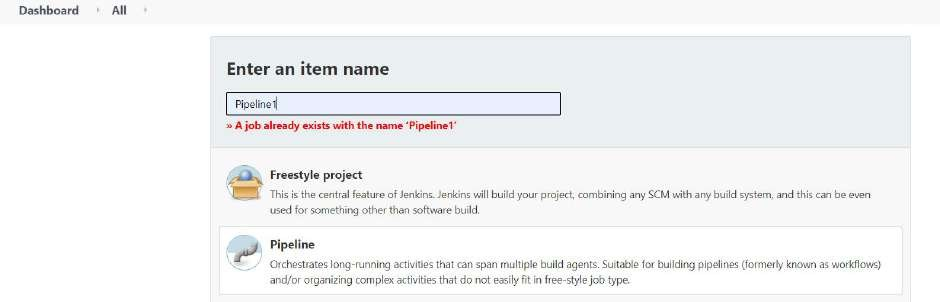 Dashboard All
Enter an item name
Pipeline1
» A job already exists with the name ‘Pipeline1’
Freestyle project
This is the central feature of Jenkins. Jenkins will build your project, combining any SCM with any build system, and this can be even
used for something other than software build.
Pipeline
Orchestrates long-running activities that can span multiple build agents. Suitable for building pipelines (formerly known as workflows)
and/or organizing complex activities that do not easily fit in free-style job type.